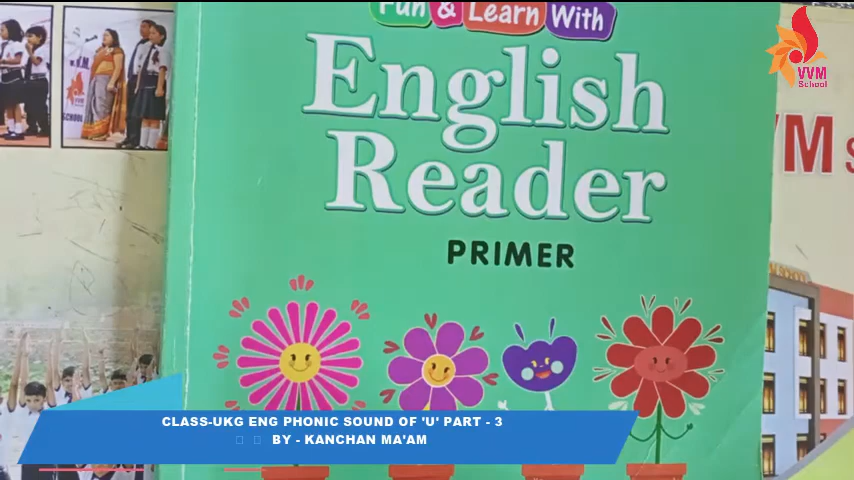 Fun & Learn With
English
Reader
PRIMER
VVM
School
SCHOOL
CLASS-UKG ENG PHONIC SOUND OF 'U' PART - 3
BY - KANCHAN MA'AM